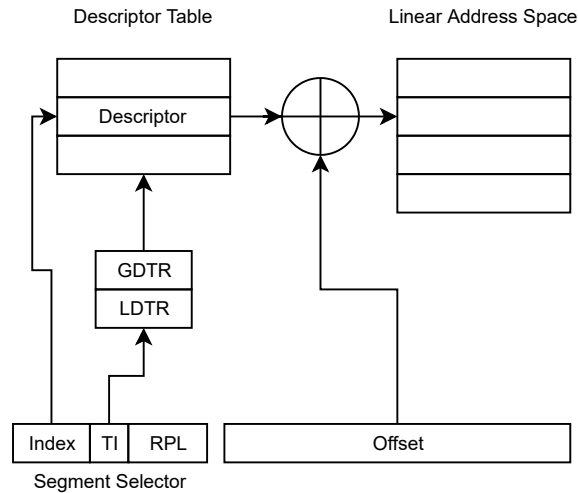 Descriptor Table
Linear Address Space
Descriptor
GDTR
LDTR
Index
TI
RPL
Offset
Segment Selector